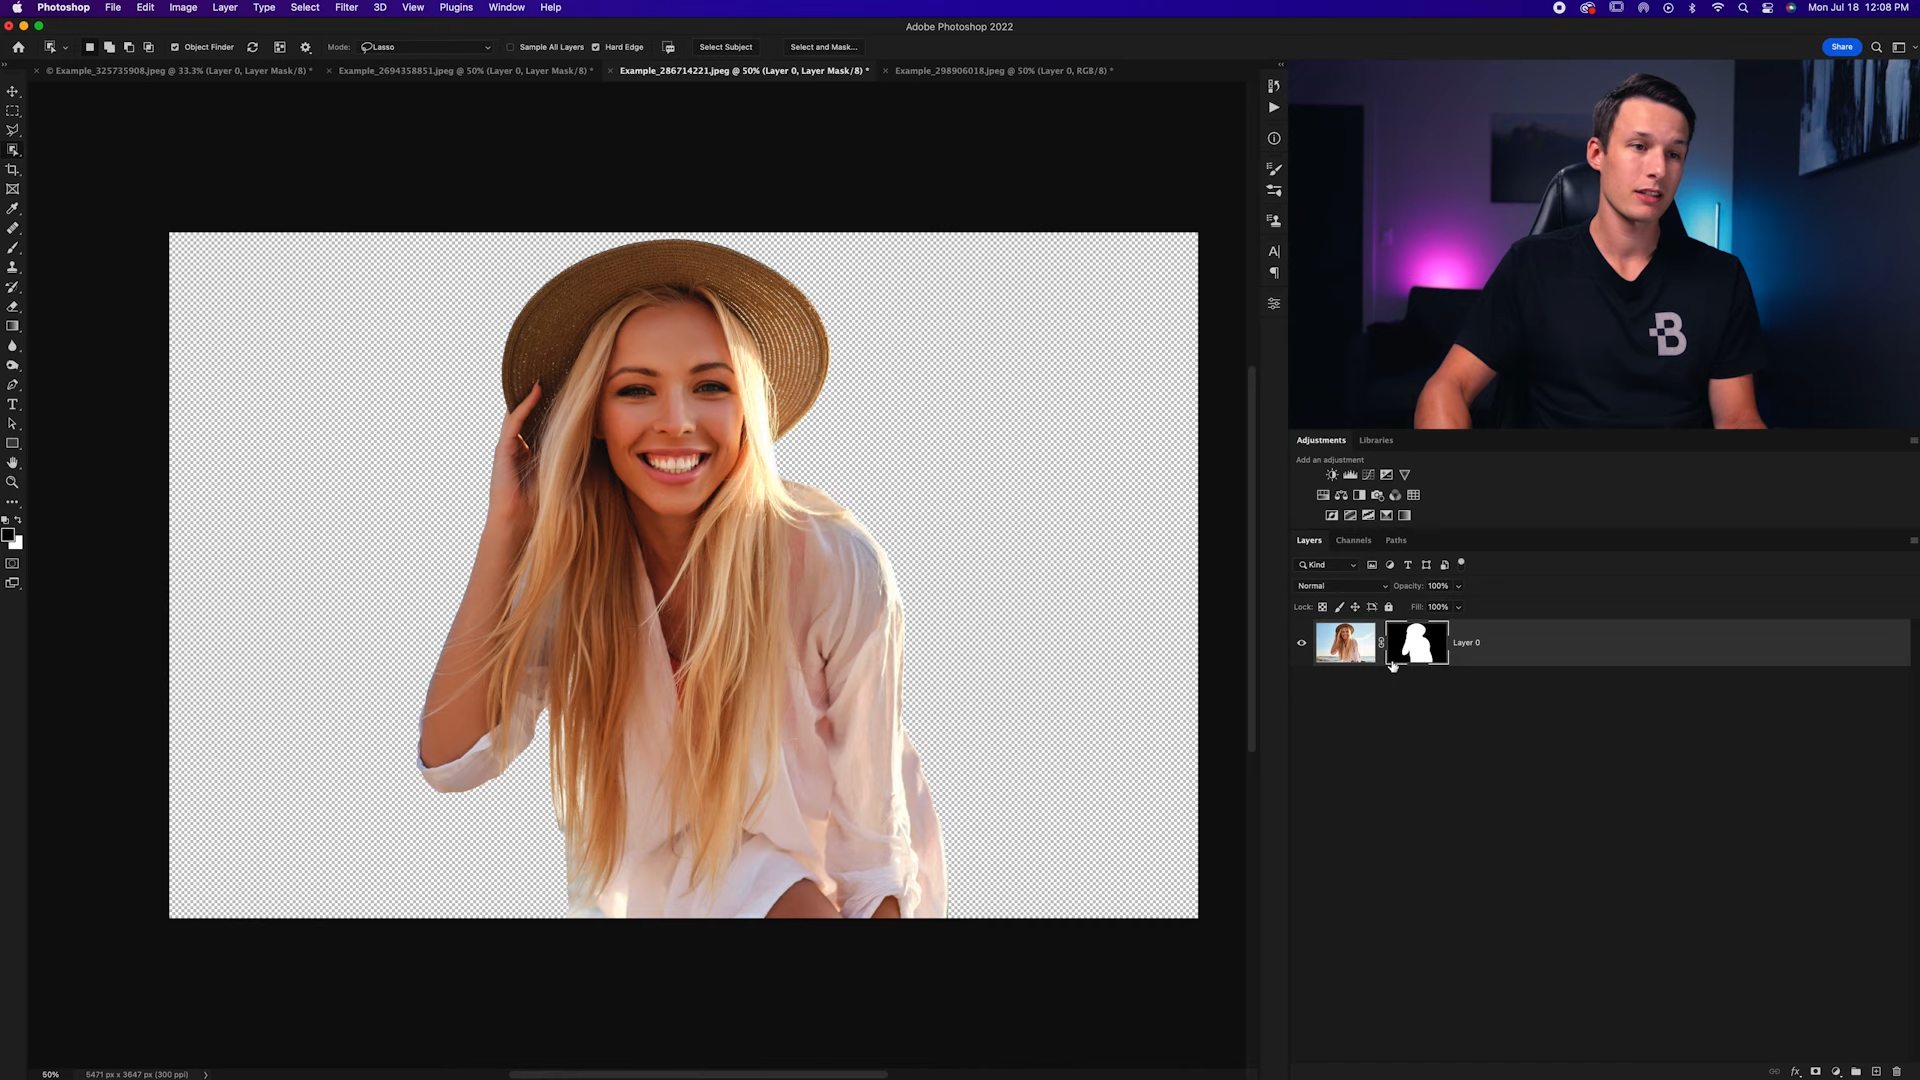 Photoshop File Edit Image Layer Type Select Filter 3D View Plugins Window Help Mon Jul 18 12:08 PM
Adobe Photoshop 2022
Object Finder Mode: Lasso Sample All Layers Hard Edge Select Subject Select and Mask... Share
× © Example_325735908.jpeg @ 33.3% (Layer 0, Layer Mask/8) * × Example_2694358851.jpeg @ 50% (Layer 0, Layer Mask/8) * × Example_286714221.jpeg @ 50% (Layer 0, Layer Mask/8) * × Example_298906018.jpeg @ 50% (Layer 0, RGB/8) *
B
Adjustments Libraries
Add an adjustment
Layers Channels Paths
Kind
Normal Opacity: 100%
Lock: Fill: 100%
Layer 0
50% 5471 px x 3647 px (300 ppi)